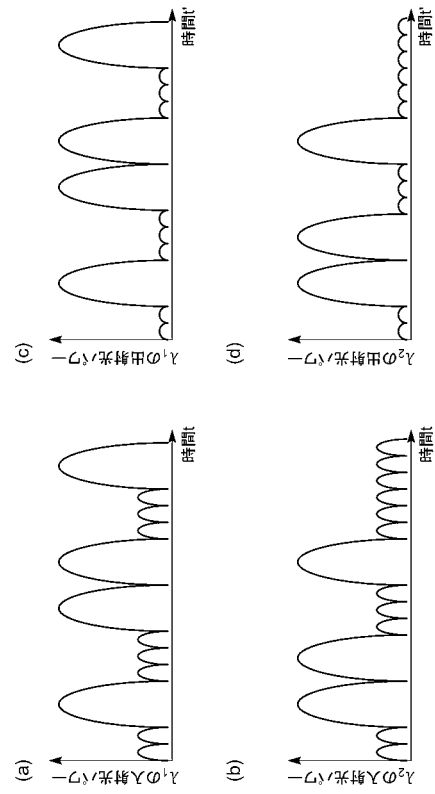 (a)
λ1の入射光パワー
時間t
(b)
λ2の入射光パワー
時間t
(c)
λ1の出射光パワー
時間t'
(d)
λ2の出射光パワー
時間t'